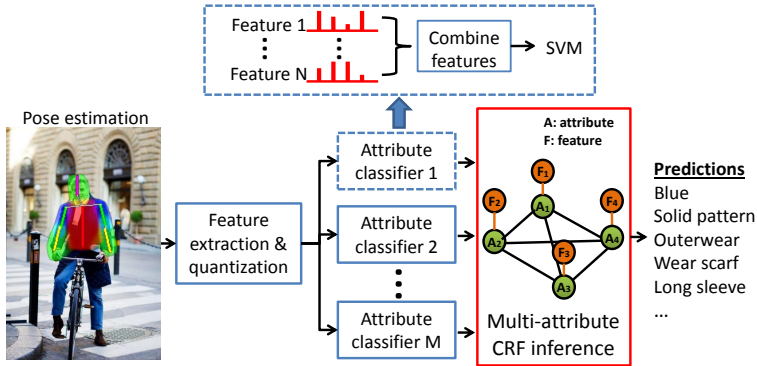 Feature 1
Feature N
Combine
features
SVM
Pose estimation
Feature
extraction &
quantization
Attribute
classifier 1
Attribute
classifier 2
Attribute
classifier M
A: attribute
F: feature
F1
F2
F4
A1
A2
F3
A4
A3
Multi-attribute
CRF inference
Predictions
Blue
Solid pattern
Outerwear
Wear scarf
Long sleeve
...